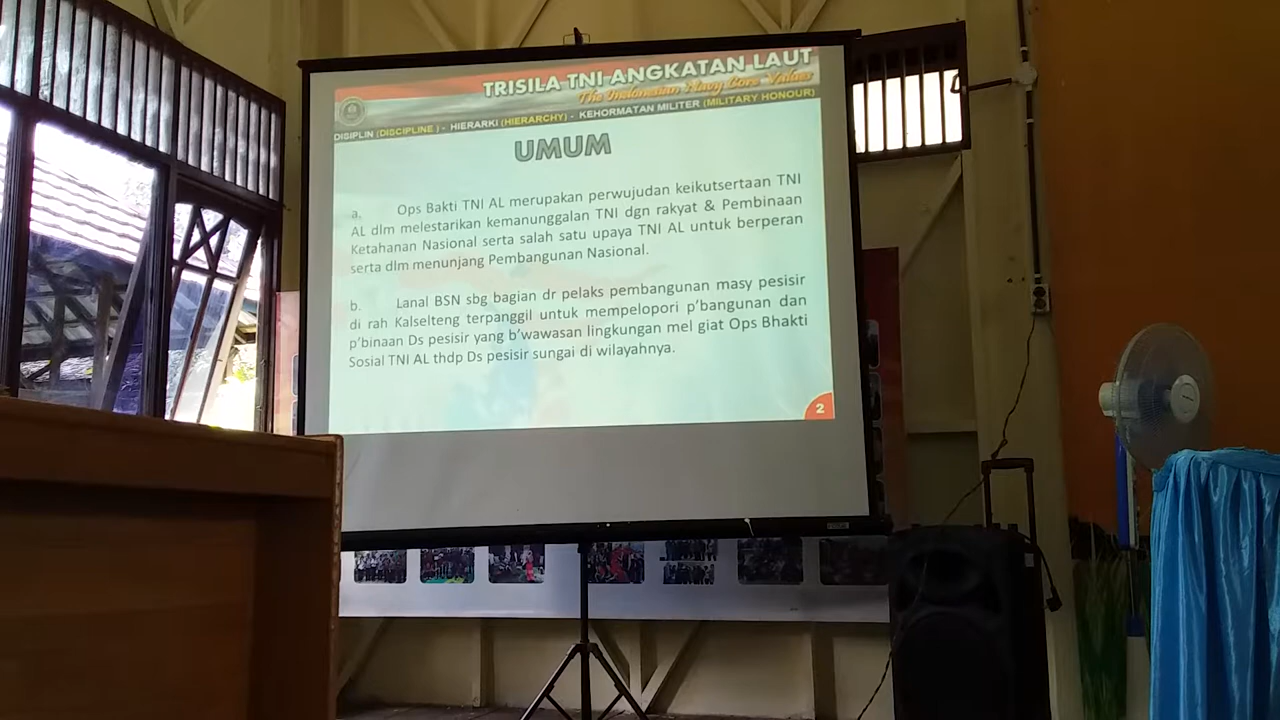 TRISILA TNI ANGKATAN LAUT
The Indonesian Navy Core Values
DISIPLIN (DISCIPLINE ) - HIERARKI (HIERARCHY) - KEHORMATAN MILITER (MILITARY HONOUR)
UMUM
a. Ops Bakti TNI AL merupakan perwujudan keikutsertaan TNI
AL dlm melestarikan kemanunggalan TNI dgn rakyat & Pembinaan
Ketahanan Nasional serta salah satu upaya TNI AL untuk berperan
serta dlm menunjang Pembangunan Nasional.
b. Lanal BSN sbg bagian dr pelaks pembangunan masy pesisir
di rah Kalselteng terpanggil untuk mempelopori p'bangunan dan
p'binaan Ds pesisir yang b'wawasan lingkungan mel giat Ops Bhakti
Sosial TNI AL thdp Ds pesisir sungai di wilayahnya.
2